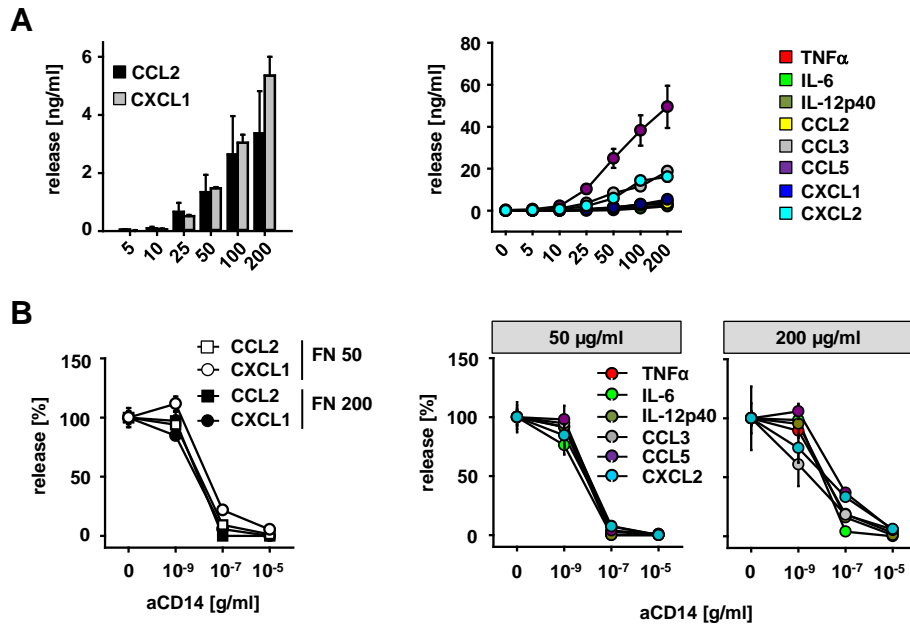 A
release [ng/ml]
6
4
2
0
CCL2
CXCL1
5 10 25 50 100 200
release [ng/ml]
80
60
40
20
0
0 5 10 25 50 100 200
TNFα
IL-6
IL-12p40
CCL2
CCL3
CCL5
CXCL1
CXCL2
B
release [%]
150
100
50
0
CCL2
CXCL1
FN 50
CCL2
CXCL1
FN 200
0 10⁻⁹ 10⁻⁷ 10⁻⁵
aCD14 [g/ml]
50 µg/ml
200 µg/ml
release [%]
150
100
50
0
TNFα
IL-6
IL-12p40
CCL3
CCL5
CXCL2
0 10⁻⁹ 10⁻⁷ 10⁻⁵
0 10⁻⁹ 10⁻⁷ 10⁻⁵
aCD14 [g/ml]